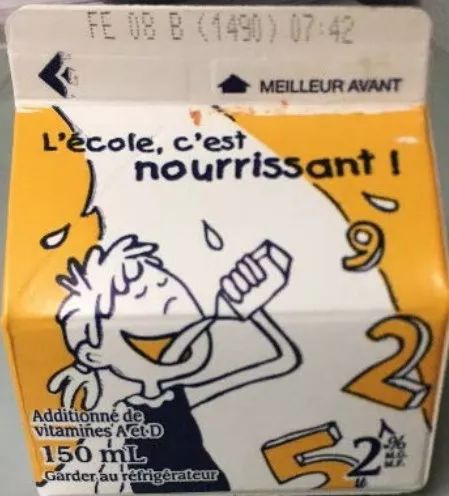 FE 08 B (1490) 07:42
MEILLEUR AVANT
L'école, c'est
nourrissant !
9
2
5
2 %
M.G.
Additionné de
vitamines A et D
150 mL
Garder au réfrigérateur